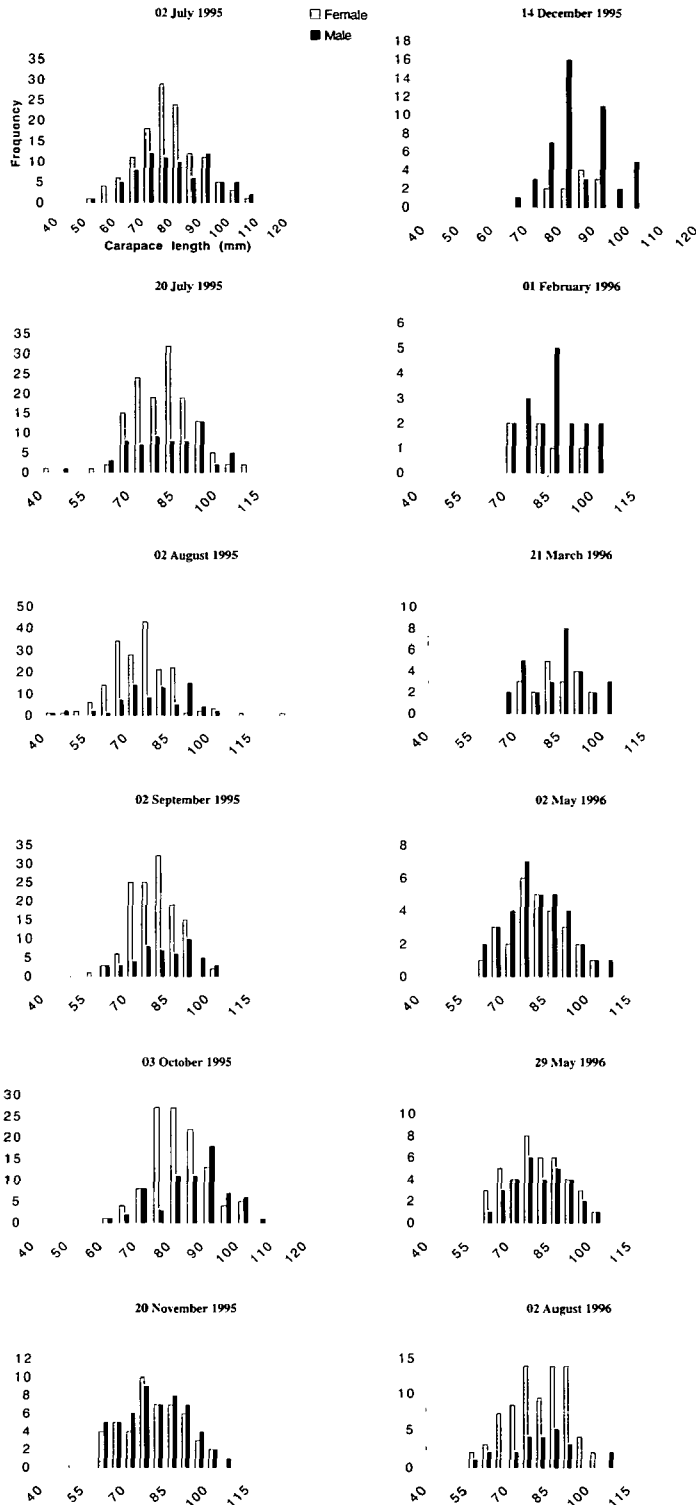 02 July 1995
Female
Male
Frequency
35
30
25
20
15
10
5
0
40 50 60 70 80 90 100 110 120
Carapace length (mm)
14 December 1995
18
16
14
12
10
8
6
4
2
0
40 50 60 70 80 90 100 110 120
20 July 1995
35
30
25
20
15
10
5
0
40 55 70 85 100 115
01 February 1996
6
5
4
3
2
1
0
40 55 70 85 100 115
02 August 1995
50
40
30
20
10
0
40 55 70 85 100 115
21 March 1996
10
8
6
4
2
0
40 55 70 85 100 115
02 September 1995
35
30
25
20
15
10
5
0
40 55 70 85 100 115
02 May 1996
8
6
4
2
0
40 55 70 85 100 115
03 October 1995
30
25
20
15
10
5
0
40 50 60 70 80 90 100 110 120
29 May 1996
10
8
6
4
2
0
40 55 70 85 100 115
20 November 1995
12
10
8
6
4
2
0
40 55 70 85 100 115
02 August 1996
15
10
5
0
40 55 70 85 100 115